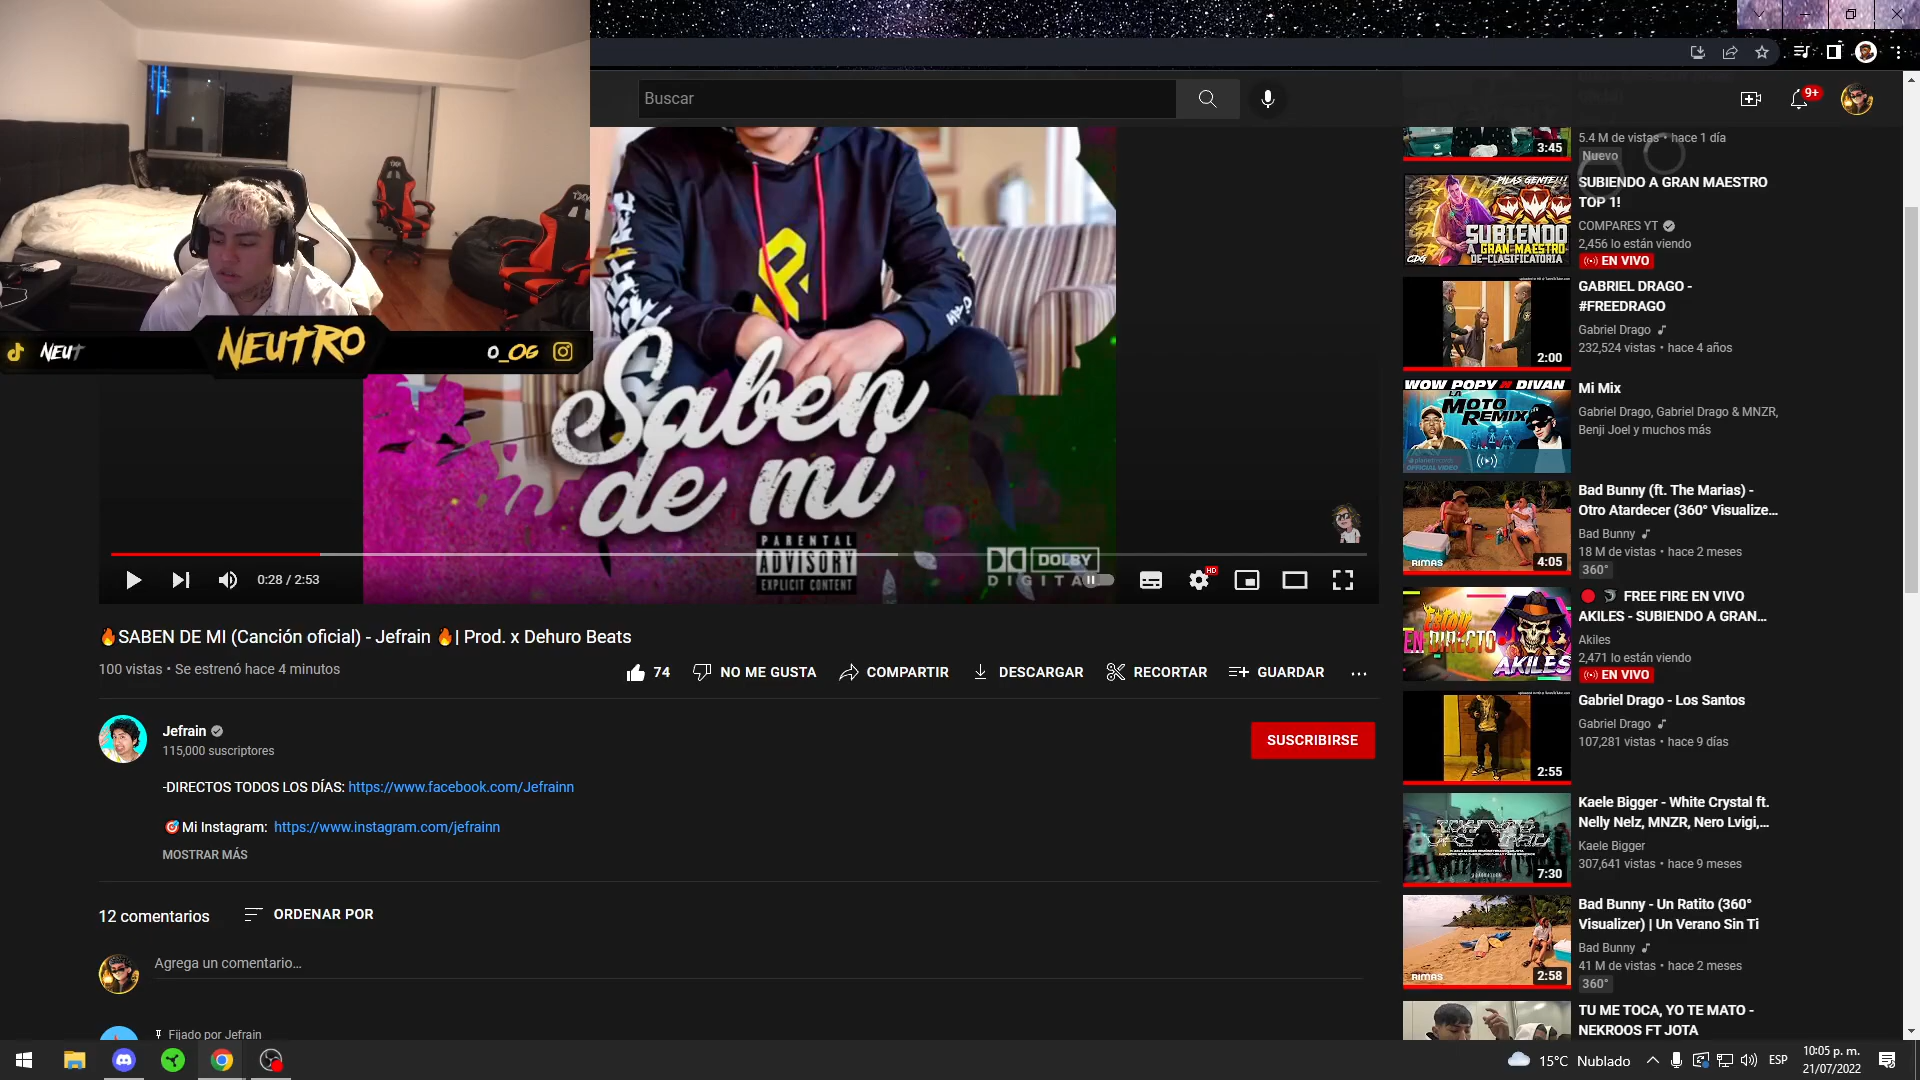 Buscar
9+
NEUT
NEUTRO
O_OG
Saben
de mi
PARENTAL
ADVISORY
EXPLICIT CONTENT
DOLBY
DIGITA
0:28 / 2:53
HD
🔥SABEN DE MI (Canción oficial) - Jefrain 🔥| Prod. x Dehuro Beats
100 vistas • Se estrenó hace 4 minutos
74
NO ME GUSTA
COMPARTIR
DESCARGAR
RECORTAR
GUARDAR
...
Jefrain
115,000 suscriptores
SUSCRIBIRSE
-DIRECTOS TODOS LOS DÍAS: https://www.facebook.com/Jefrainn
🎯Mi Instagram: https://www.instagram.com/jefrainn
MOSTRAR MÁS
12 comentarios
ORDENAR POR
Agrega un comentario...
Fijado por Jefrain
3:45
5.4 M de vistas • hace 1 día
Nuevo
PILAS GENTE!!!
SUBIENDO
A GRAN MAESTRO
DE-CLASIFICATORIA
CDG
SUBIENDO A GRAN MAESTRO
TOP 1!
COMPARES YT
2,456 lo están viendo
EN VIVO
2:00
GABRIEL DRAGO -
#FREEDRAGO
Gabriel Drago
232,524 vistas • hace 4 años
WOW POPY X DIVAN
LA
MOTO
REMIX
OFFICIAL VIDEO
Mi Mix
Gabriel Drago, Gabriel Drago & MNZR,
Benji Joel y muchos más
RIMAS
4:05
Bad Bunny (ft. The Marias) -
Otro Atardecer (360° Visualize...
Bad Bunny
18 M de vistas • hace 2 meses
360°
ESTOY
EN DIRECTO
AKILES
FREE FIRE EN VIVO
AKILES - SUBIENDO A GRAN...
Akiles
2,471 lo están viendo
EN VIVO
2:55
Gabriel Drago - Los Santos
Gabriel Drago
107,281 vistas • hace 9 días
7:30
Kaele Bigger - White Crystal ft.
Nelly Nelz, MNZR, Nero Lvigi,...
Kaele Bigger
307,641 vistas • hace 9 meses
RIMAS
2:58
Bad Bunny - Un Ratito (360°
Visualizer) | Un Verano Sin Ti
Bad Bunny
41 M de vistas • hace 2 meses
360°
TU ME TOCA, YO TE MATO -
NEKROOS FT JOTA
15°C Nublado
ESP
10:05 p. m.
21/07/2022